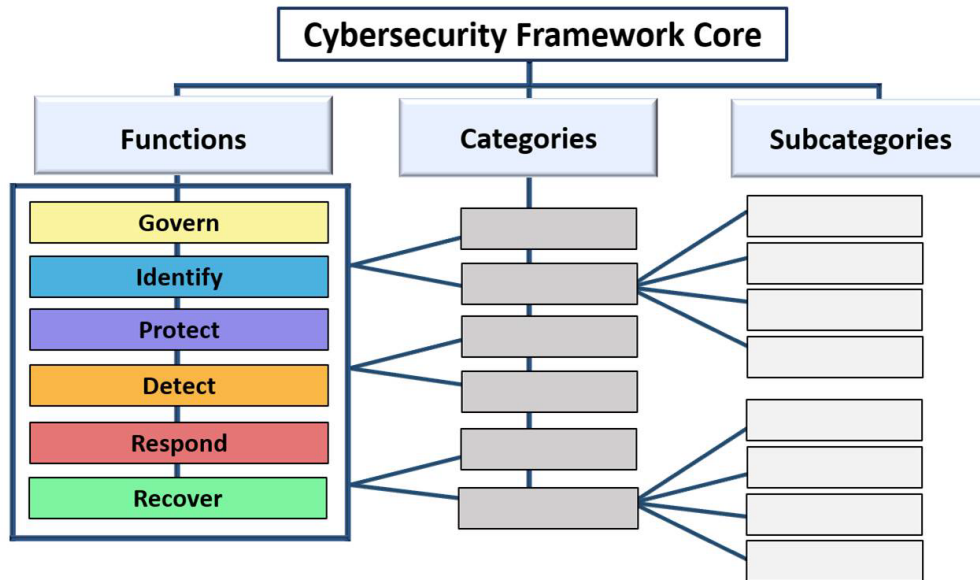 Cybersecurity Framework Core
Functions
Categories
Subcategories
Govern
Identify
Protect
Detect
Respond
Recover